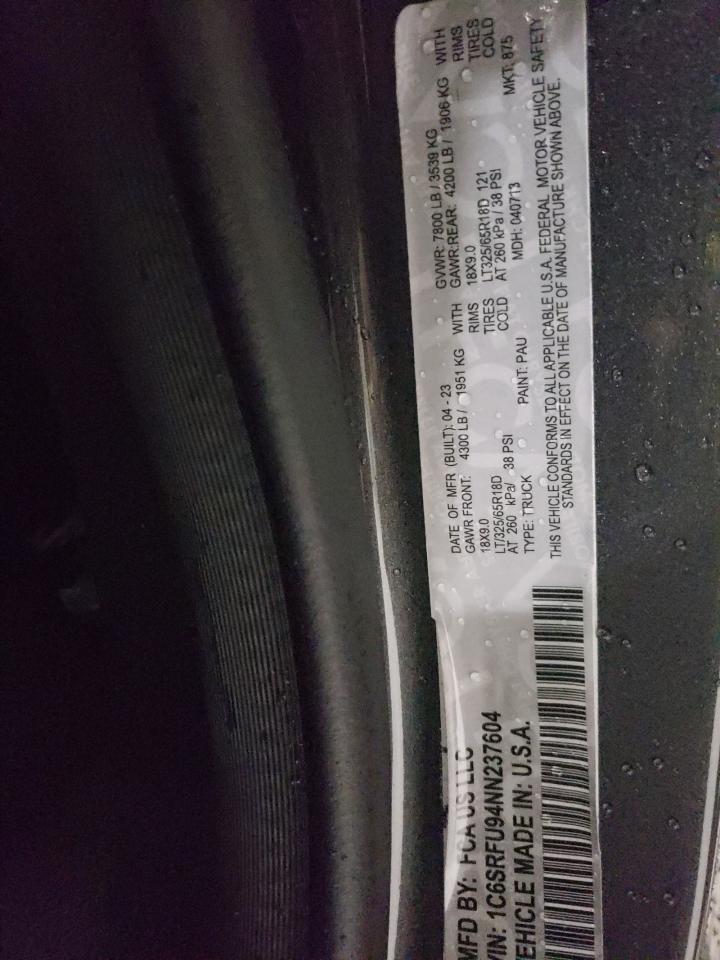 MFD BY: FCA US LLC
VIN: 1C6SRFU94NN237604
EHICLE MADE IN: U.S.A.
DATE OF MFR (BUILT): 04 - 23 GVWR: 7800 LB / 3539 KG
GAWR FRONT: 4300 LB / 1951 KG WITH GAWR:REAR: 4200 LB / 1906 KG WITH
18X9.0 RIMS 18X9.0 RIMS
LT/325/65R18D TIRES LT325/65R18D 121 TIRES
AT 260 kPa/ 38 PSI COLD AT 260 kPa / 38 PSI COLD
TYPE: TRUCK PAINT: PAU MDH: 040713 MKT: 875
THIS VEHICLE CONFORMS TO ALL APPLICABLE U.S.A. FEDERAL MOTOR VEHICLE SAFETY
STANDARDS IN EFFECT ON THE DATE OF MANUFACTURE SHOWN ABOVE.